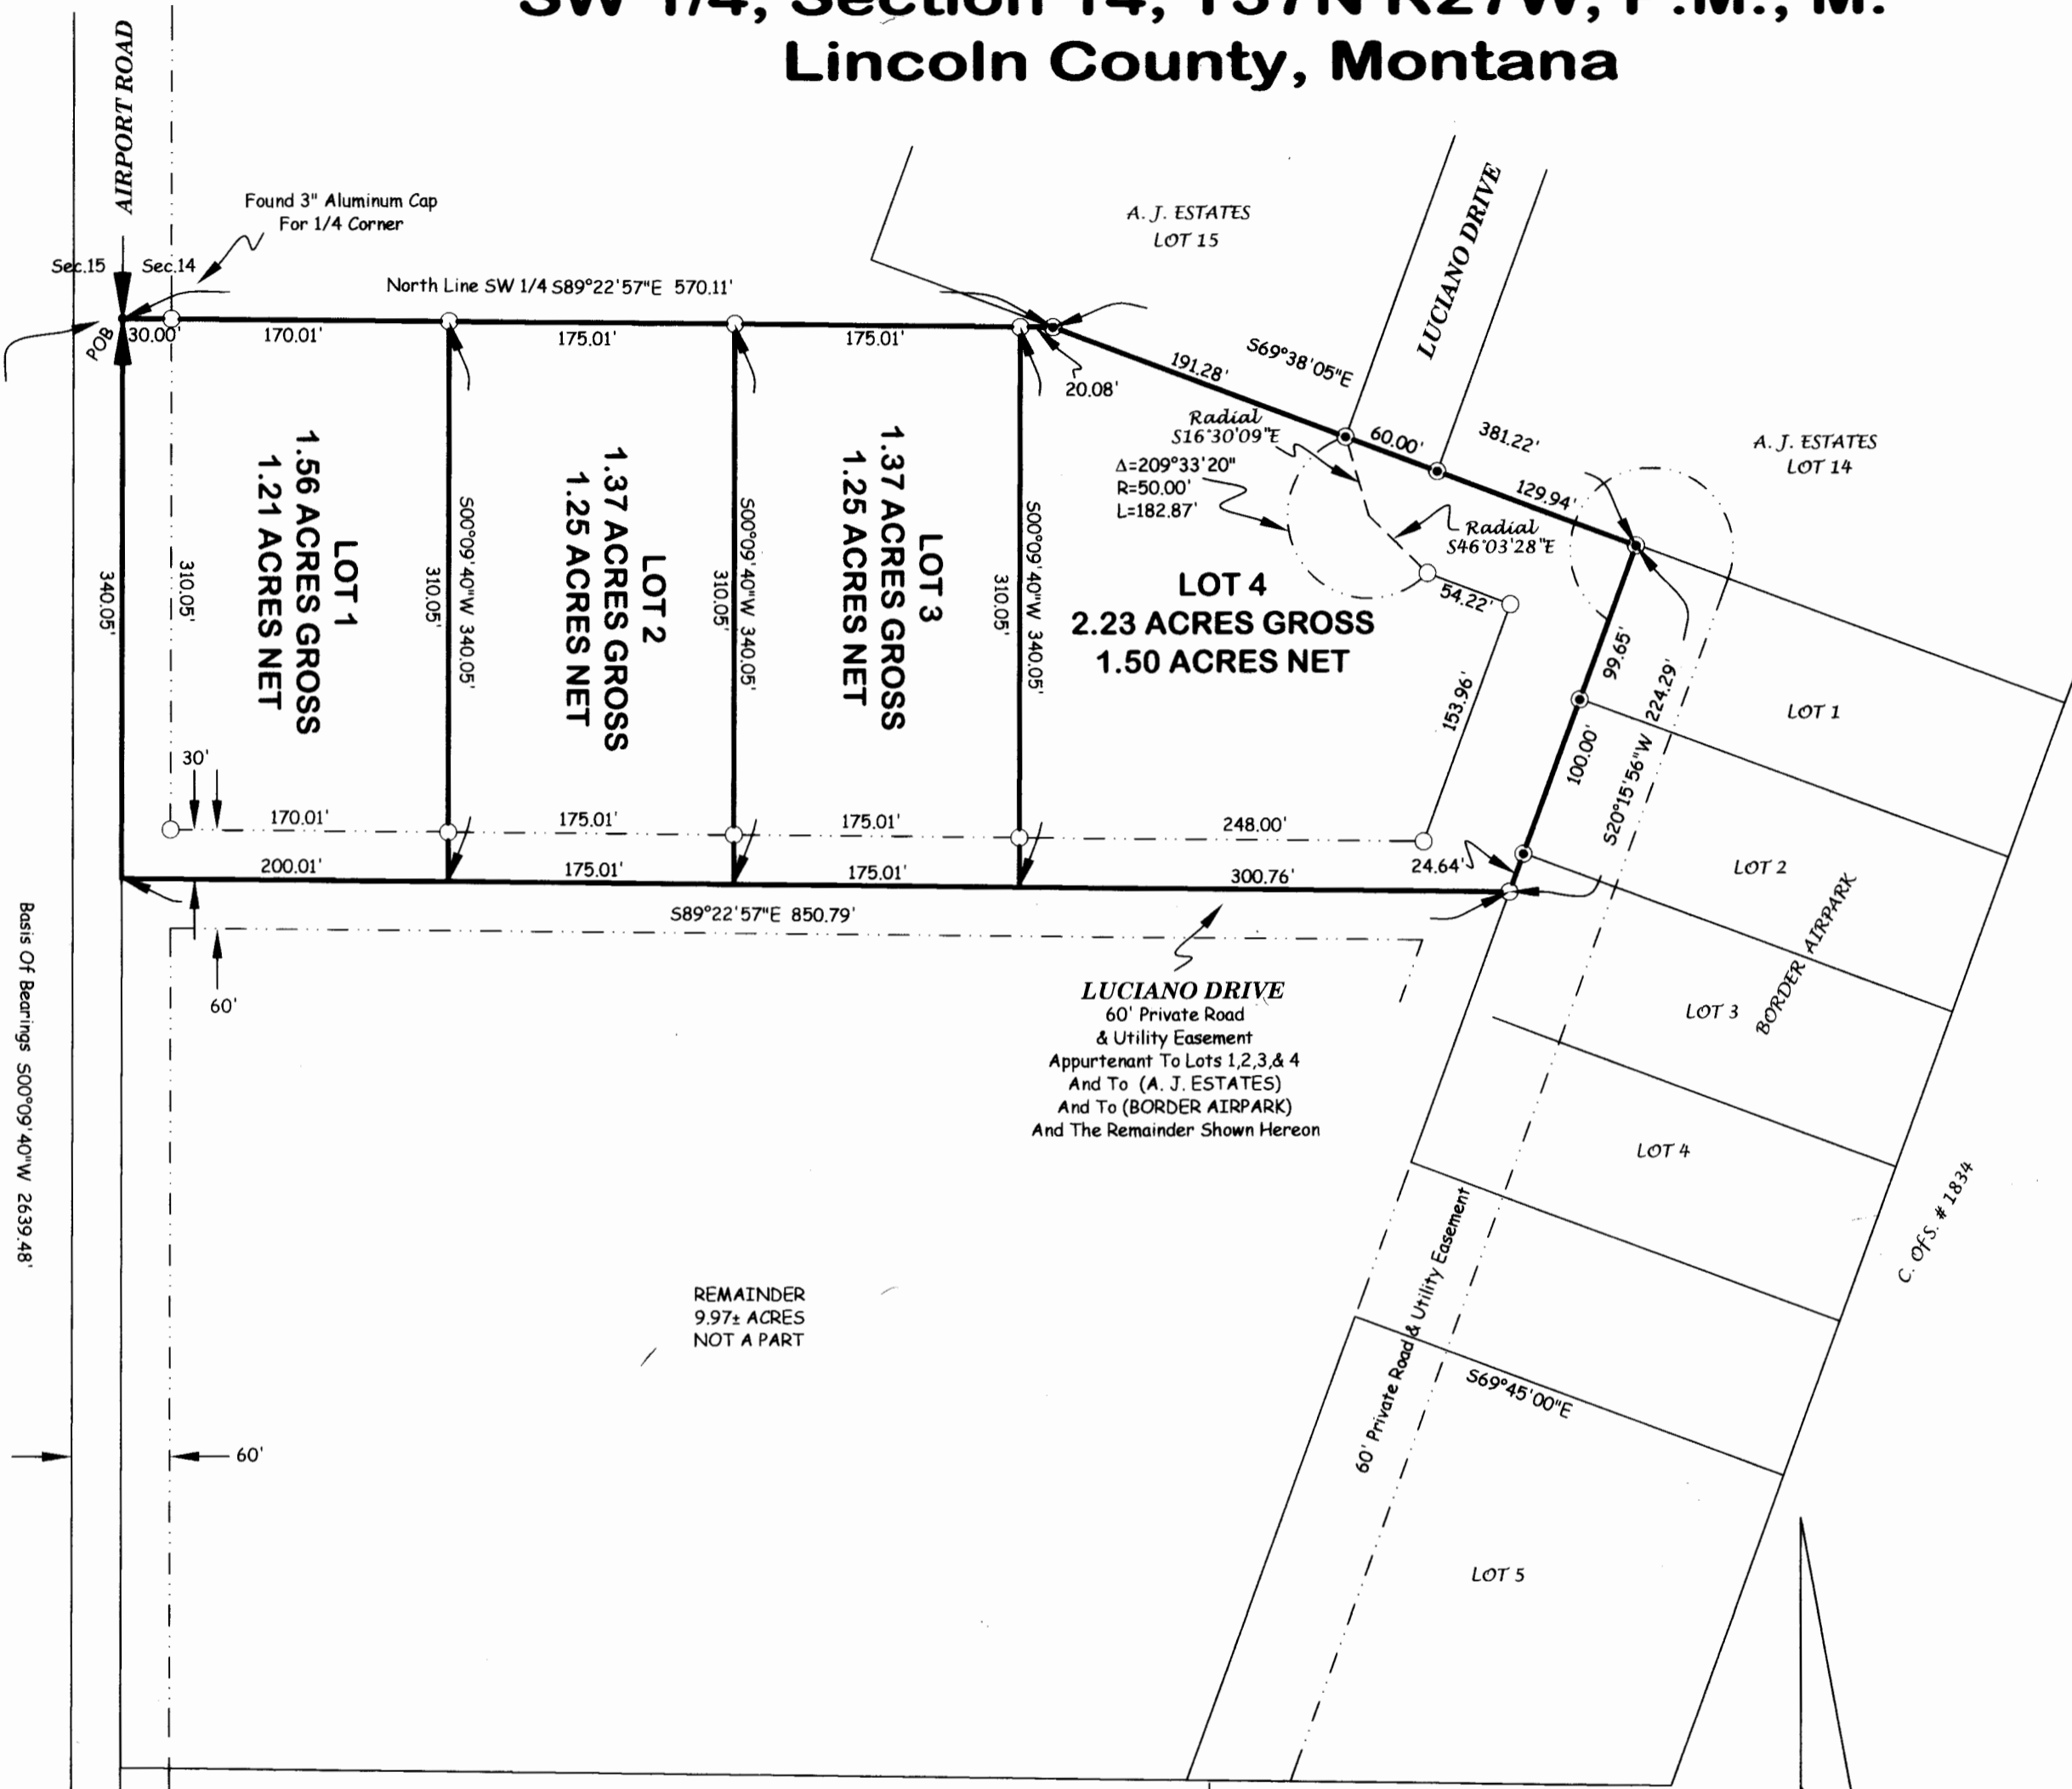 SW 1/4, Section 14, T37N R27W, P.M., M.
Lincoln County, Montana
AIRPORT ROAD
Found 3" Aluminum Cap
For 1/4 Corner
Sec.15
Sec.14
North Line SW 1/4 S89°22'57"E 570.11'
POB
30.00'
170.01'
175.01'
175.01'
20.08'
A. J. ESTATES
LOT 15
LUCIANO DRIVE
191.28'
S69°38'05"E
60.00'
381.22'
129.94'
A. J. ESTATES
LOT 14
Radial
S16°30'09"E
Δ=209°33'20"
R=50.00'
L=182.87'
Radial
S46°03'28"E
340.05'
310.05'
LOT 1
1.56 ACRES GROSS
1.21 ACRES NET
310.05'
S00°09'40"W 340.05'
LOT 2
1.37 ACRES GROSS
1.25 ACRES NET
310.05'
S00°09'40"W 340.05'
LOT 3
1.37 ACRES GROSS
1.25 ACRES NET
310.05'
S00°09'40"W 340.05'
LOT 4
2.23 ACRES GROSS
1.50 ACRES NET
54.22'
153.96'
99.65'
100.00'
S20°15'56"W 224.29'
24.64'
30'
170.01'
175.01'
175.01'
248.00'
200.01'
175.01'
175.01'
300.76'
S89°22'57"E 850.79'
60'
LUCIANO DRIVE
60' Private Road
& Utility Easement
Appurtenant To Lots 1,2,3,& 4
And To (A. J. ESTATES)
And To (BORDER AIRPARK)
And The Remainder Shown Hereon
LOT 1
LOT 2
LOT 3
BORDER AIRPARK
LOT 4
C. OF S. # 1834
60' Private Road & Utility Easement
S69°45'00"E
LOT 5
Basis Of Bearings S00°09'40"W 2639.48'
REMAINDER
9.97± ACRES
NOT A PART
60'